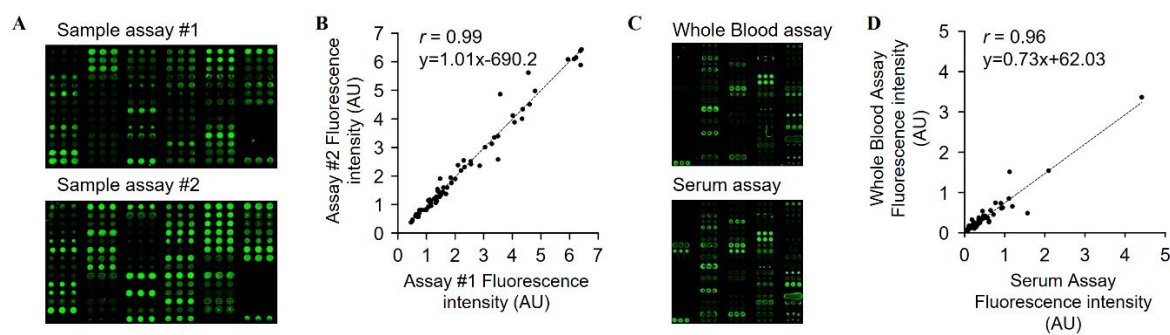 A
Sample assay #1
Sample assay #2
B
r = 0.99
y=1.01x-690.2
Assay #2 Fluorescence
intensity (AU)
7
6
5
4
3
2
1
0
0 1 2 3 4 5 6 7
Assay #1 Fluorescence
intensity (AU)
C
Whole Blood assay
Serum assay
D
r = 0.96
y=0.73x+62.03
Whole Blood Assay
Fluorescence intensity
(AU)
5
4
3
2
1
0
0 1 2 3 4 5
Serum Assay
Fluorescence intensity
(AU)